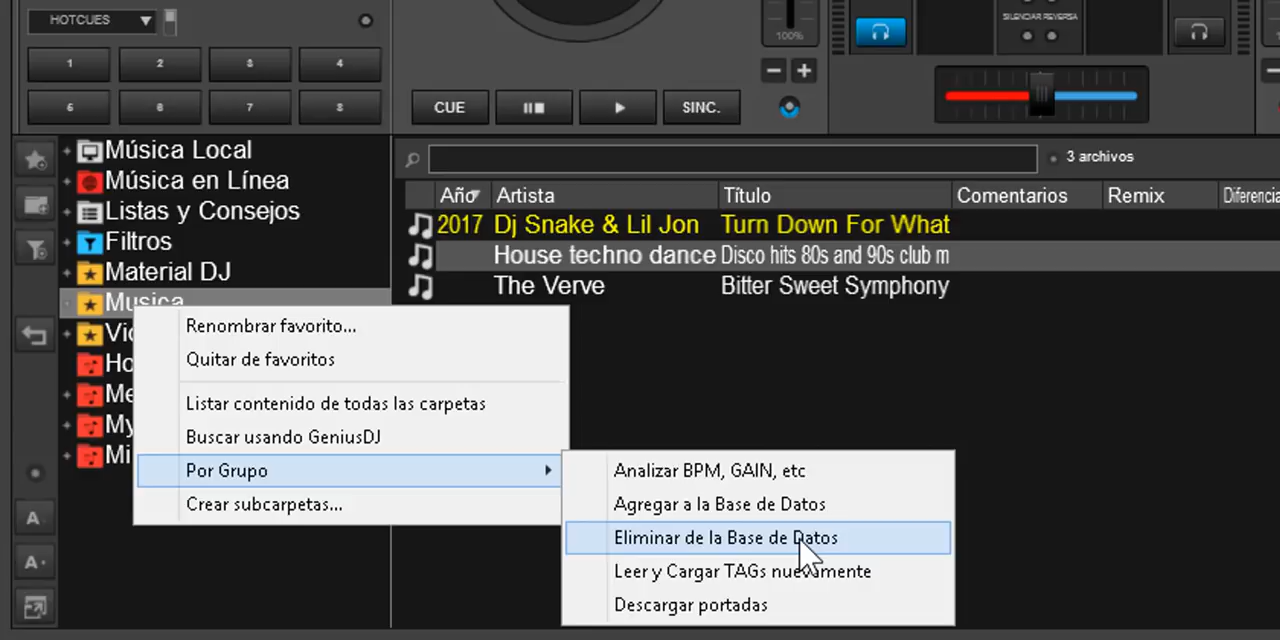 HOTCUES
1 2 3 4
5 6 7 8
CUE SINC.
100%
SILENCIAR REVERSA
3 archivos
Música Local
Música en Línea
Listas y Consejos
Filtros
Material DJ
Musica
Año Artista Título Comentarios Remix
2017 Dj Snake & Lil Jon Turn Down For What
House techno dance Disco hits 80s and 90s club m
The Verve Bitter Sweet Symphony
Renombrar favorito...
Quitar de favoritos
Listar contenido de todas las carpetas
Buscar usando GeniusDJ
Por Grupo
Crear subcarpetas...
Analizar BPM, GAIN, etc
Agregar a la Base de Datos
Eliminar de la Base de Datos
Leer y Cargar TAGs nuevamente
Descargar portadas
A
A